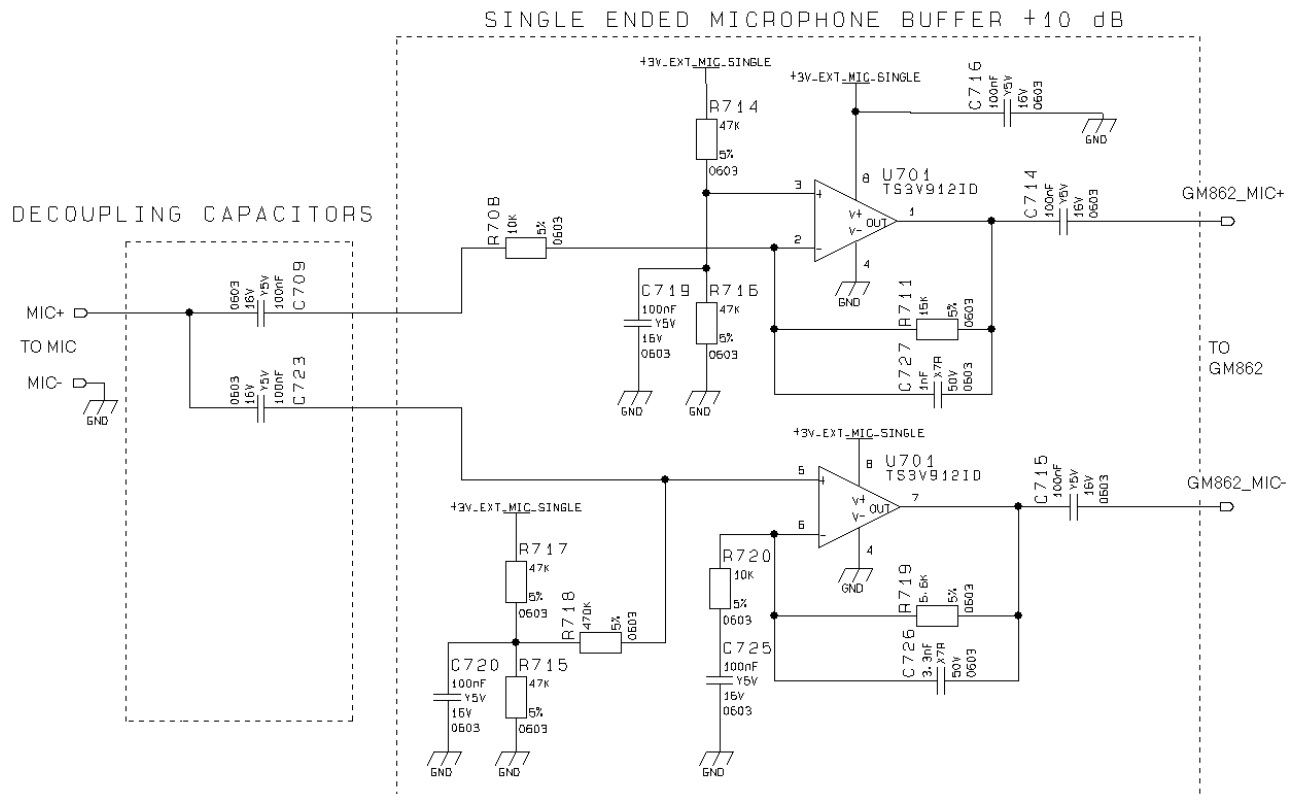 SINGLE ENDED MICROPHONE BUFFER +10 dB
DECOUPLING CAPACITORS
MIC+
TO MIC
MIC-
GND
0603
16V
Y5V
100nF
C709
0603
16V
Y5V
100nF
C723
R708
10K
5%
0603
+3V_EXT_MIC_SINGLE
R714
47K
5%
0603
+3V_EXT_MIC_SINGLE
C716
100nF
Y5V
16V
0603
GND
3
+
2
-
8
U701
TS3V912ID
V+
V-
OUT
1
4
GND
C714
100nF
Y5V
16V
0603
GM862_MIC+
C719
100nF
Y5V
16V
0603
GND
R716
47K
5%
0603
GND
R711
15K
5%
0603
C727
1nF
X7R
50V
0603
TO
GM862
+3V_EXT_MIC_SINGLE
8
U701
TS3V912ID
5
+
6
-
V+
V-
OUT
7
4
GND
C715
100nF
Y5V
16V
0603
GM862_MIC-
+3V_EXT_MIC_SINGLE
R717
47K
5%
0603
R718
470K
5%
0603
C720
100nF
Y5V
16V
0603
GND
R715
47K
5%
0603
GND
R720
10K
5%
0603
C725
100nF
Y5V
16V
0603
GND
R719
5.6K
5%
0603
C726
3.3nF
X7R
50V
0603